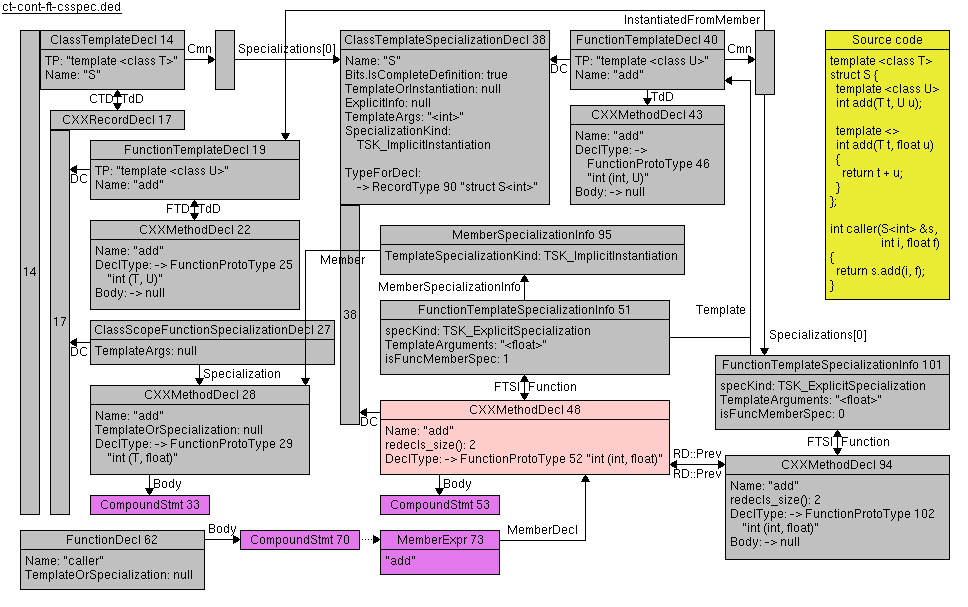 ct-cont-ft-csspec.ded
ClassTemplateDecl 14
TP: "template <class T>"
Name: "S"
Cmn
Specializations[0]
CTD
TdD
CXXRecordDecl 17
FunctionTemplateDecl 19
TP: "template <class U>"
Name: "add"
DC
FTD
TdD
CXXMethodDecl 22
Name: "add"
DeclType: -> FunctionProtoType 25
"int (T, U)"
Body: -> null
14
17
ClassScopeFunctionSpecializationDecl 27
TemplateArgs: null
DC
Specialization
CXXMethodDecl 28
Name: "add"
TemplateOrSpecialization: null
DeclType: -> FunctionProtoType 29
"int (T, float)"
Body
CompoundStmt 33
FunctionDecl 62
Name: "caller"
TemplateOrSpecialization: null
Body
CompoundStmt 70
MemberExpr 73
"add"
MemberDecl
ClassTemplateSpecializationDecl 38
Name: "S"
Bits.IsCompleteDefinition: true
TemplateOrInstantiation: null
ExplicitInfo: null
TemplateArgs: "<int>"
SpecializationKind:
TSK_ImplicitInstantiation
TypeForDecl:
-> RecordType 90 "struct S<int>"
38
InstantiatedFromMember
FunctionTemplateDecl 40
TP: "template <class U>"
Name: "add"
DC
Cmn
TdD
CXXMethodDecl 43
Name: "add"
DeclType: ->
FunctionProtoType 46
"int (int, U)"
Body: -> null
MemberSpecializationInfo 95
TemplateSpecializationKind: TSK_ImplicitInstantiation
Member
MemberSpecializationInfo
FunctionTemplateSpecializationInfo 51
specKind: TSK_ExplicitSpecialization
TemplateArguments: "<float>"
isFuncMemberSpec: 1
Template
FTSI
Function
CXXMethodDecl 48
Name: "add"
redecls_size(): 2
DeclType: -> FunctionProtoType 52 "int (int, float)"
DC
Body
CompoundStmt 53
RD::Prev
RD::Prev
Specializations[0]
FunctionTemplateSpecializationInfo 101
specKind: TSK_ExplicitSpecialization
TemplateArguments: "<float>"
isFuncMemberSpec: 0
FTSI
Function
CXXMethodDecl 94
Name: "add"
redecls_size(): 2
DeclType: -> FunctionProtoType 102
"int (int, float)"
Body: -> null
Source code
template <class T>
struct S {
template <class U>
int add(T t, U u);
template <>
int add(T t, float u)
{
return t + u;
}
};
int caller(S<int> &s,
int i, float f)
{
return s.add(i, f);
}